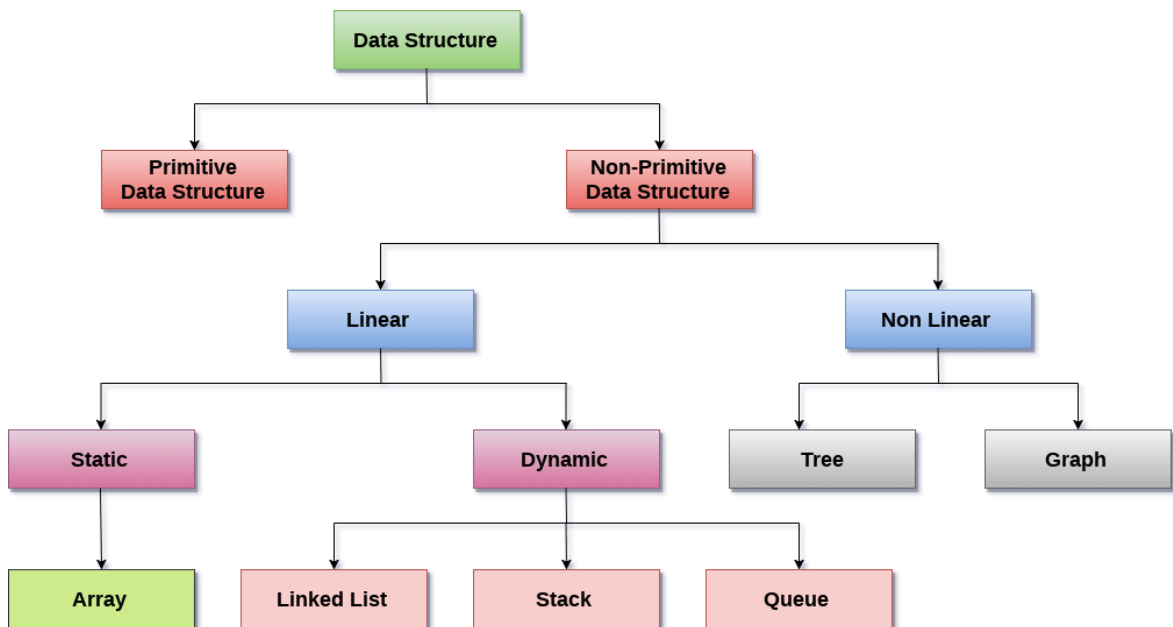 Data Structure
Primitive
Data Structure
Non-Primitive
Data Structure
Linear
Non Linear
Static
Dynamic
Tree
Graph
Array
Linked List
Stack
Queue